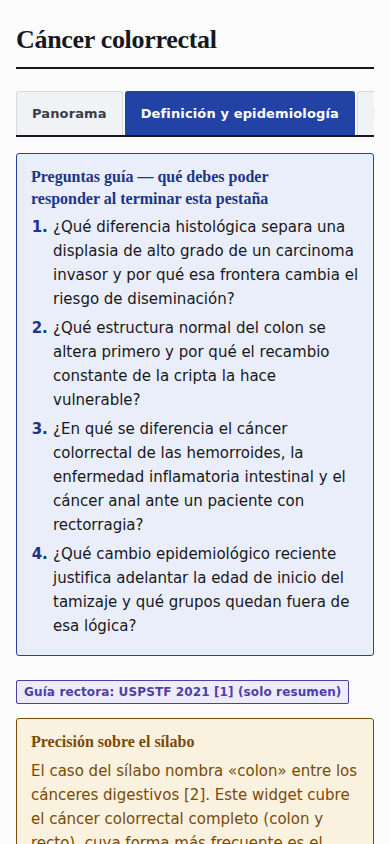 Cáncer colorrectal
Panorama
Definición y epidemiología
Preguntas guía — qué debes poder
responder al terminar esta pestaña
1. ¿Qué diferencia histológica separa una
displasia de alto grado de un carcinoma
invasor y por qué esa frontera cambia el
riesgo de diseminación?
2. ¿Qué estructura normal del colon se
altera primero y por qué el recambio
constante de la cripta la hace
vulnerable?
3. ¿En qué se diferencia el cáncer
colorrectal de las hemorroides, la
enfermedad inflamatoria intestinal y el
cáncer anal ante un paciente con
rectorragia?
4. ¿Qué cambio epidemiológico reciente
justifica adelantar la edad de inicio del
tamizaje y qué grupos quedan fuera de
esa lógica?
Guía rectora: USPSTF 2021 [1] (solo resumen)
Precisión sobre el sílabo
El caso del sílabo nombra «colon» entre los
cánceres digestivos [2]. Este widget cubre
el cáncer colorrectal completo (colon y
recto), cuya forma más frecuente es el